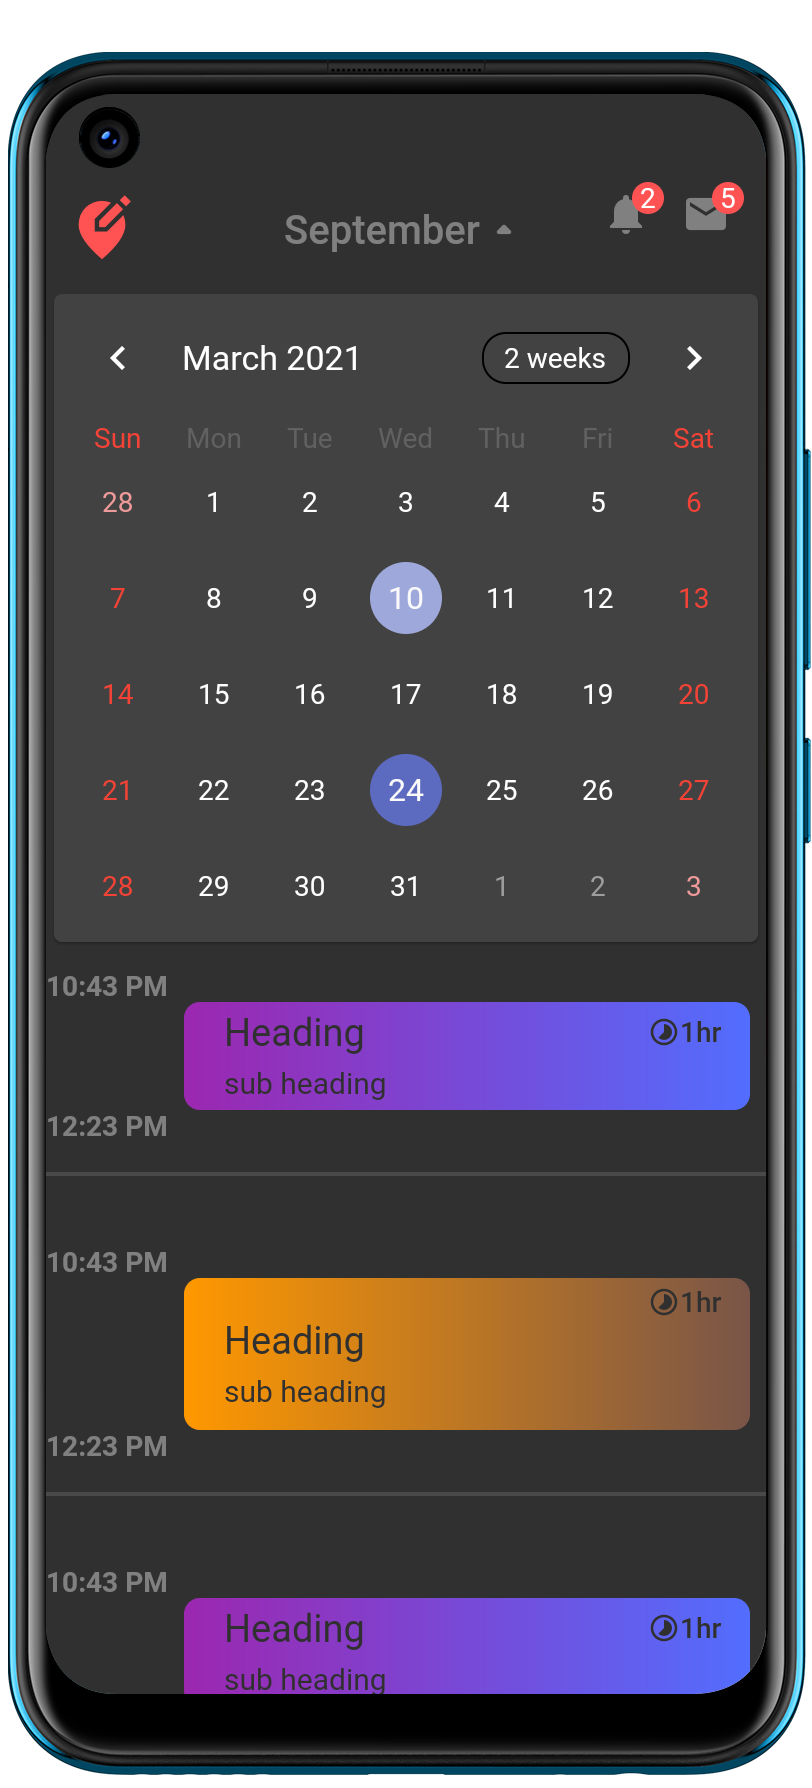 September
2
5
March 2021
2 weeks
Sun Mon Tue Wed Thu Fri Sat
28 1 2 3 4 5 6
7 8 9 10 11 12 13
14 15 16 17 18 19 20
21 22 23 24 25 26 27
28 29 30 31 1 2 3
10:43 PM
Heading
1hr
sub heading
12:23 PM
10:43 PM
1hr
Heading
sub heading
12:23 PM
10:43 PM
Heading
1hr
sub heading